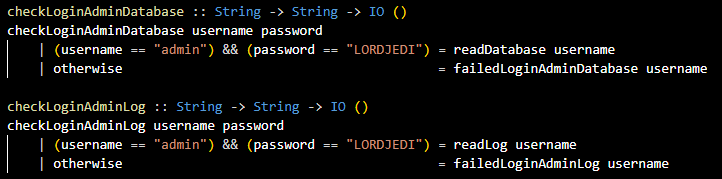 checkLoginAdminDatabase :: String -> String -> IO ()
checkLoginAdminDatabase username password
    | (username == "admin") && (password == "LORDJEDI") = readDatabase username
    | otherwise                                         = failedLoginAdminDatabase username

checkLoginAdminLog :: String -> String -> IO ()
checkLoginAdminLog username password
    | (username == "admin") && (password == "LORDJEDI") = readLog username
    | otherwise                                         = failedLoginAdminLog username